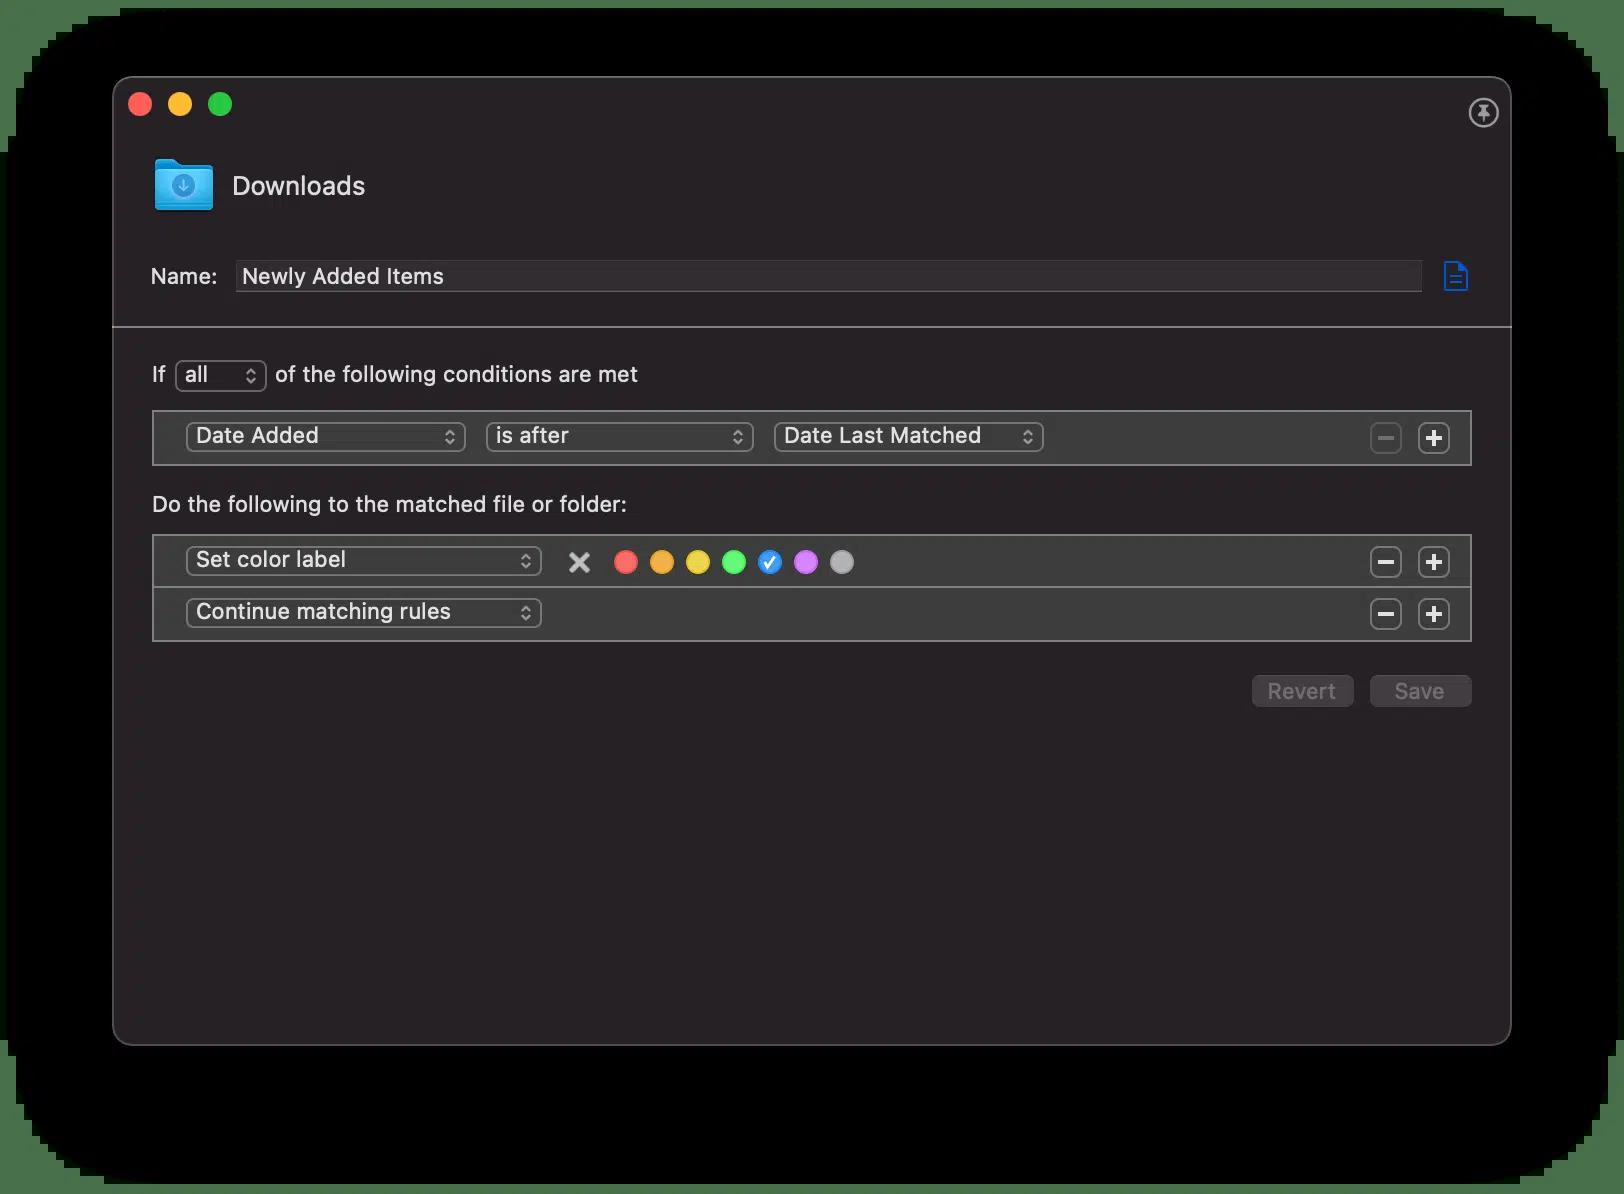 Downloads
Name: Newly Added Items
If all of the following conditions are met
Date Added is after Date Last Matched
Do the following to the matched file or folder:
Set color label
Continue matching rules
Revert Save